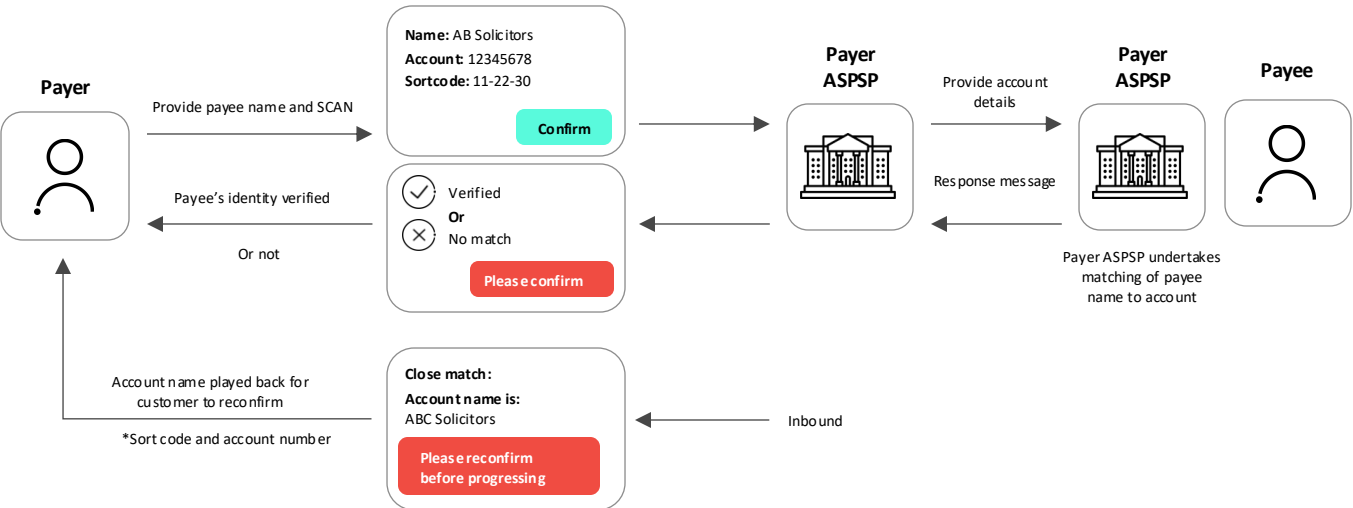 Payer
Provide payee name and SCAN
Name: AB Solicitors
Account: 12345678
Sortcode: 11-22-30
Confirm
Payer
ASPSP
Provide account
details
Payer
ASPSP
Payee
Payee’s identity verified
Or not
Verified
Or
No match
Please confirm
Response message
Payer ASPSP undertakes
matching of payee
name to account
Account name played back for
customer to reconfirm
*Sort code and account number
Close match:
Account name is:
ABC Solicitors
Please reconfirm
before progressing
Inbound